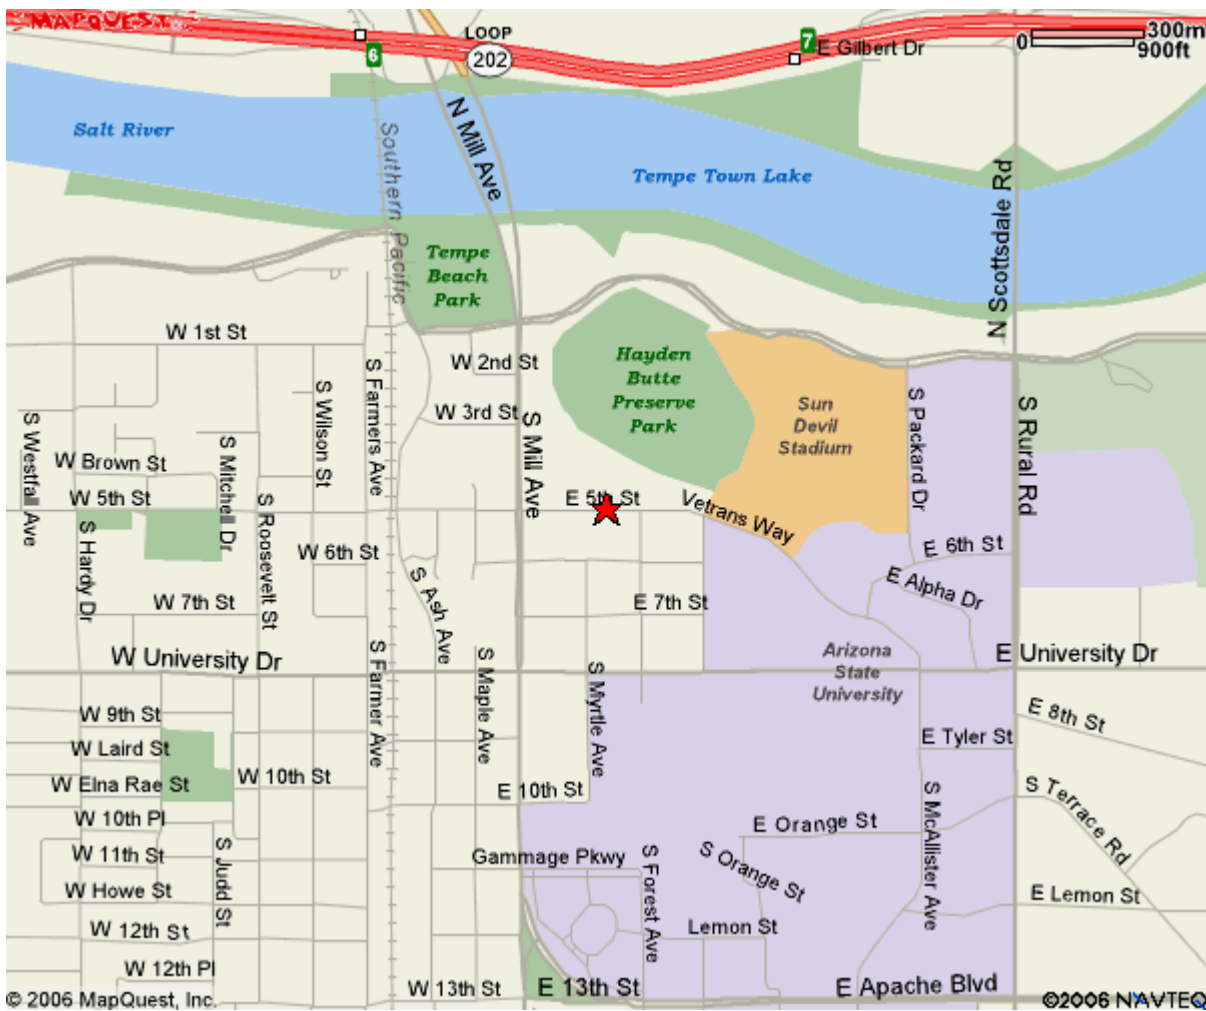 MAPQUEST
LOOP
202
6
7
E Gilbert Dr
300m
0
900ft
Salt River
N Mill Ave
Southern Pacific
Tempe Town Lake
N Scottsdale Rd
Tempe
Beach
Park
W 1st St
W 2nd St
W 3rd St
Hayden
Butte
Preserve
Park
Sun
Devil
Stadium
S Westfall Ave
S Mitchell Dr
S Wilson St
S Farmers Ave
S Mill Ave
S Packard Dr
S Rural Rd
W Brown St
W 5th St
E 5th St
Vetrans Way
S Hardy Dr
S Roosevelt St
W 6th St
E 6th St
S Ash Ave
E Alpha Dr
W 7th St
E 7th St
W University Dr
E University Dr
Arizona
State
University
S Farmer Ave
S Maple Ave
S Myrtle Ave
W 9th St
E 8th St
W Laird St
E Tyler St
W Elna Rae St
W 10th St
E 10th St
S McAllister Ave
S Terrace Rd
W 10th Pl
E Orange St
S Judd St
W 11th St
Gammage Pkwy
S Forest Ave
S Orange St
W Howe St
E Lemon St
W 12th St
Lemon St
W 12th Pl
W 13th St
E 13th St
E Apache Blvd
© 2006 MapQuest, Inc.
©2006 NAVTEQ